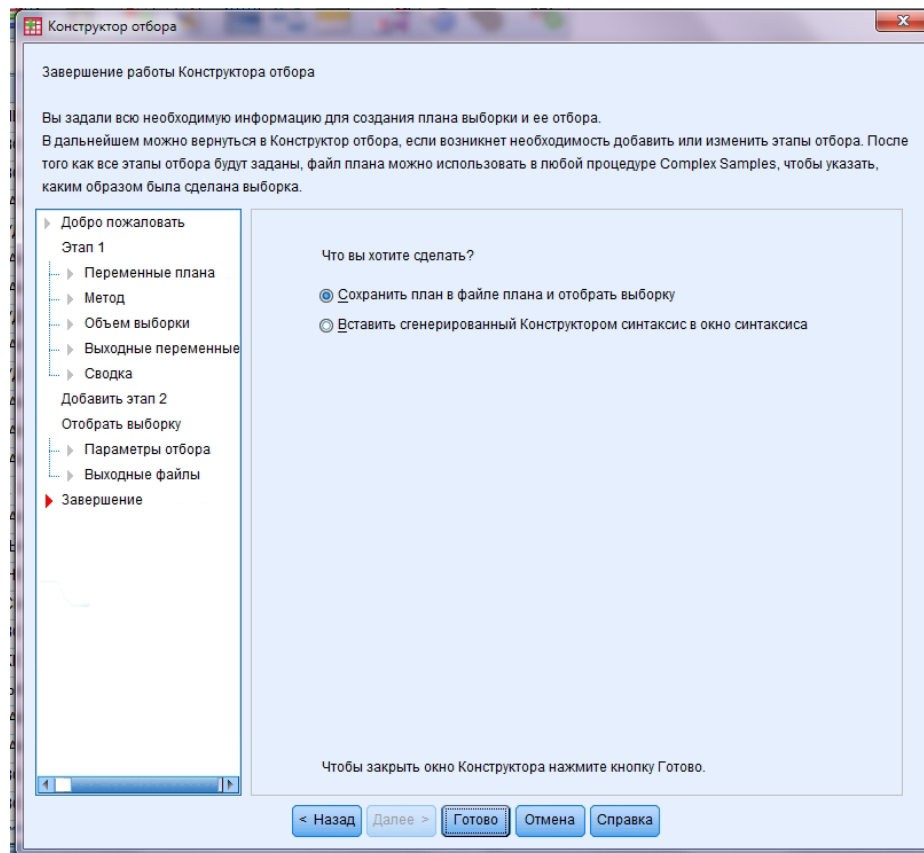 Конструктор отбора
Завершение работы Конструктора отбора
Вы задали всю необходимую информацию для создания плана выборки и ее отбора.
В дальнейшем можно вернуться в Конструктор отбора, если возникнет необходимость добавить или изменить этапы отбора. После
того как все этапы отбора будут заданы, файл плана можно использовать в любой процедуре Complex Samples, чтобы указать,
каким образом была сделана выборка.
Добро пожаловать
Этап 1
Переменные плана
Метод
Объем выборки
Выходные переменные
Сводка
Добавить этап 2
Отобрать выборку
Параметры отбора
Выходные файлы
Завершение
Что вы хотите сделать?
Сохранить план в файле плана и отобрать выборку
Вставить сгенерированный Конструктором синтаксис в окно синтаксиса
Чтобы закрыть окно Конструктора нажмите кнопку Готово.
< Назад
Далее >
Готово
Отмена
Справка